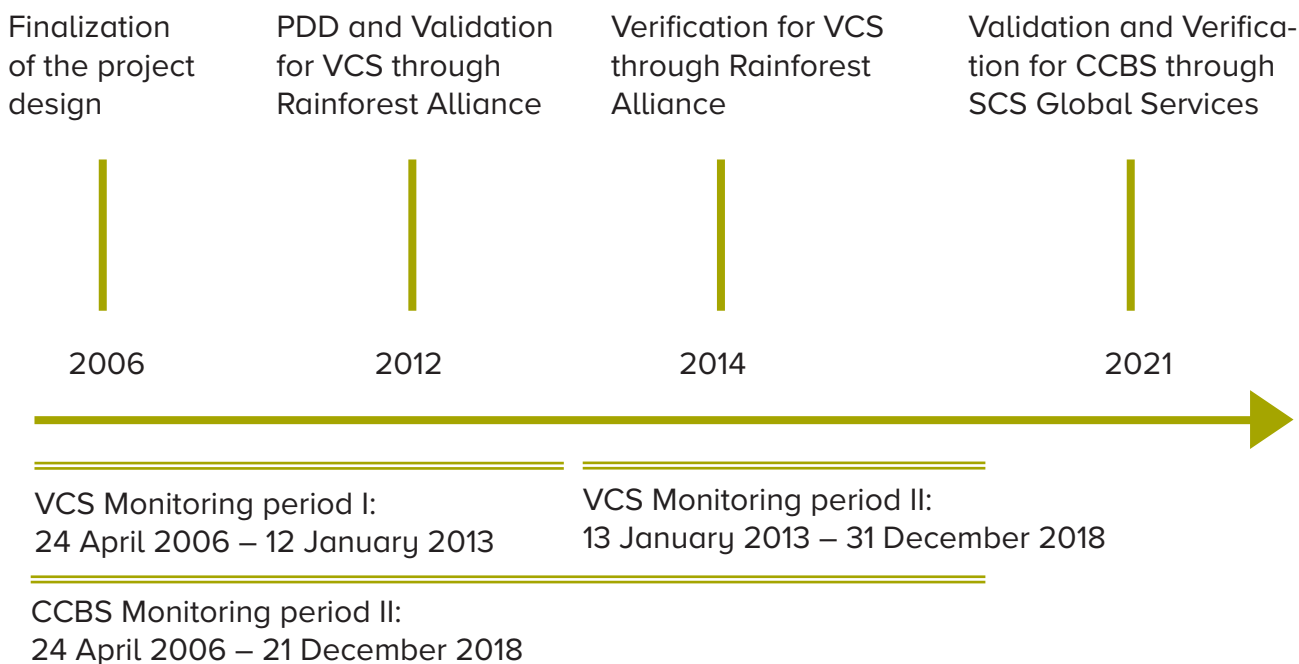 Finalization
of the project
design
PDD and Validation
for VCS through
Rainforest Alliance
Verification for VCS
through Rainforest
Alliance
Validation and Verifica-
tion for CCBS through
SCS Global Services
2006
2012
2014
2021
VCS Monitoring period I:
24 April 2006 – 12 January 2013
VCS Monitoring period II:
13 January 2013 – 31 December 2018
CCBS Monitoring period II:
24 April 2006 – 21 December 2018